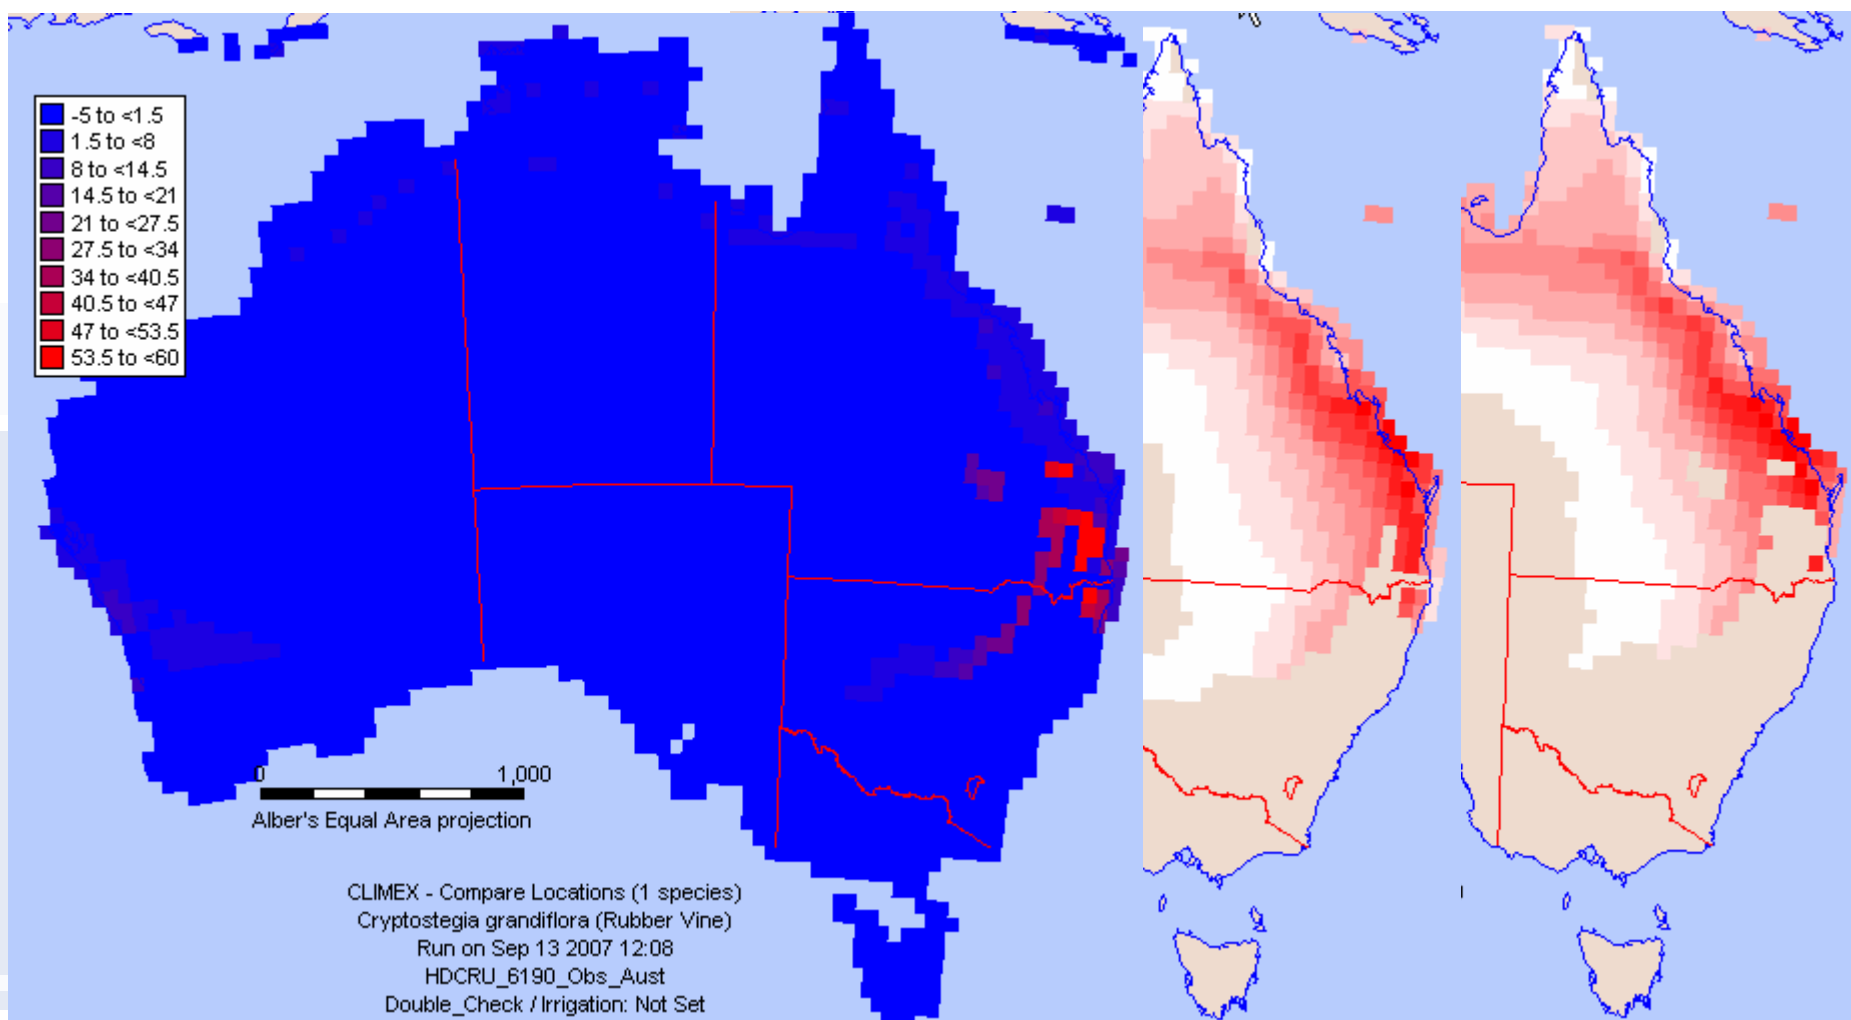 -5 to <1.5
1.5 to <8
8 to <14.5
14.5 to <21
21 to <27.5
27.5 to <34
34 to <40.5
40.5 to <47
47 to <53.5
53.5 to <60
0 1,000
Alber's Equal Area projection
CLIMEX - Compare Locations (1 species)
Cryptostegia grandiflora (Rubber Vine)
Run on Sep 13 2007 12:08
HDCRU_6190_Obs_Aust
Double_Check / Irrigation: Not Set